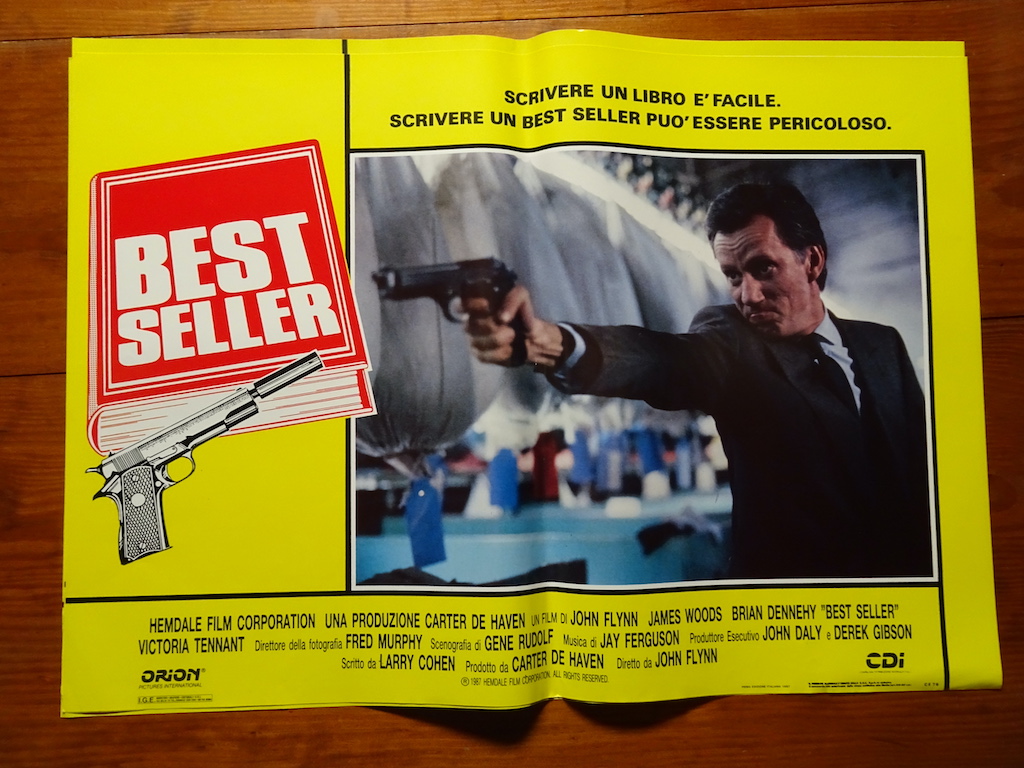 SCRIVERE UN LIBRO E' FACILE.
SCRIVERE UN BEST SELLER PUO' ESSERE PERICOLOSO.
BEST
SELLER
HEMDALE FILM CORPORATION UNA PRODUZIONE CARTER DE HAVEN UN FILM DI JOHN FLYNN JAMES WOODS BRIAN DENNEHY "BEST SELLER"
VICTORIA TENNANT Direttore della fotografia FRED MURPHY Scenografia di GENE RUDOLF Musica di JAY FERGUSON Produttore Esecutivo JOHN DALY e DEREK GIBSON
Scritto da LARRY COHEN Prodotto da CARTER DE HAVEN Diretto da JOHN FLYNN
® 1987 HEMDALE FILM CORPORATION. ALL RIGHTS RESERVED.
ORION®
PICTURES INTERNATIONAL
I.G.E.
CDI